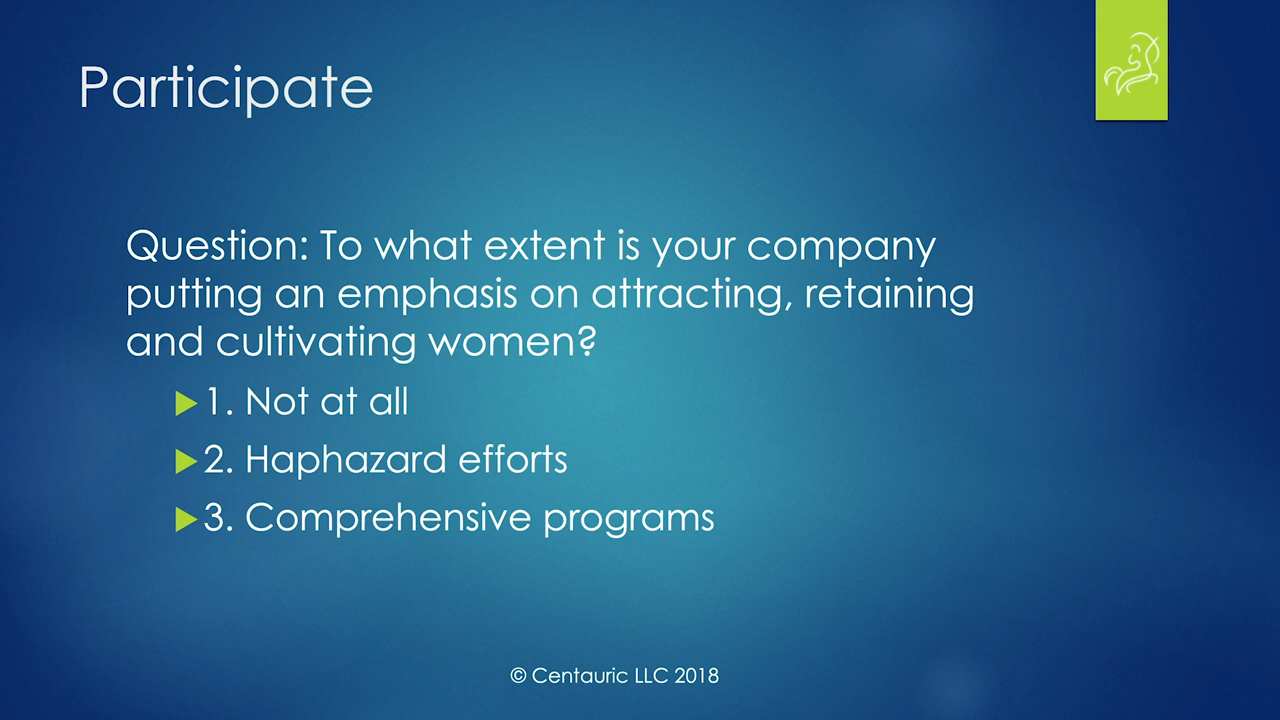 Participate
Question: To what extent is your company
putting an emphasis on attracting, retaining
and cultivating women?
1. Not at all
2. Haphazard efforts
3. Comprehensive programs
© Centauric LLC 2018